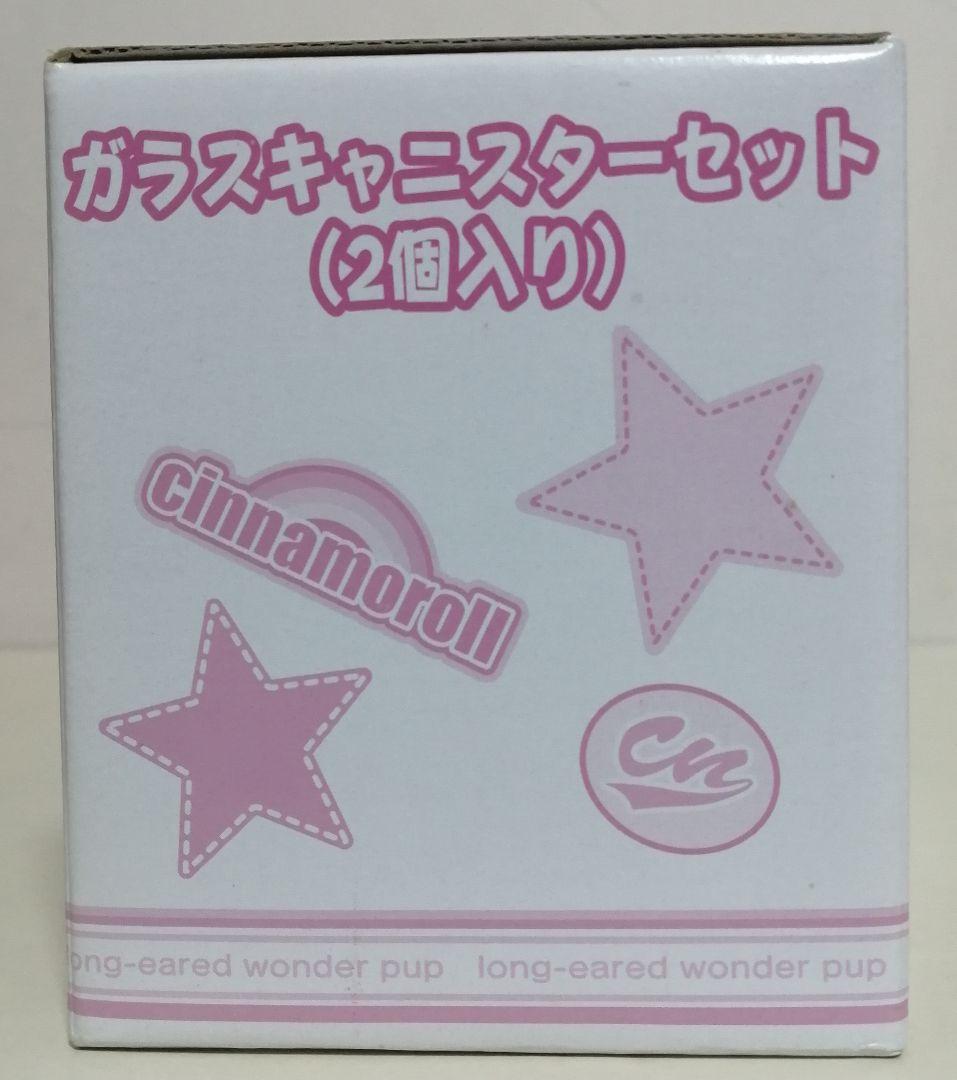 ガラスキャニスターセット
(2個入り)
cinnamoroll
cn
ong-eared wonder pup long-eared wonder pup